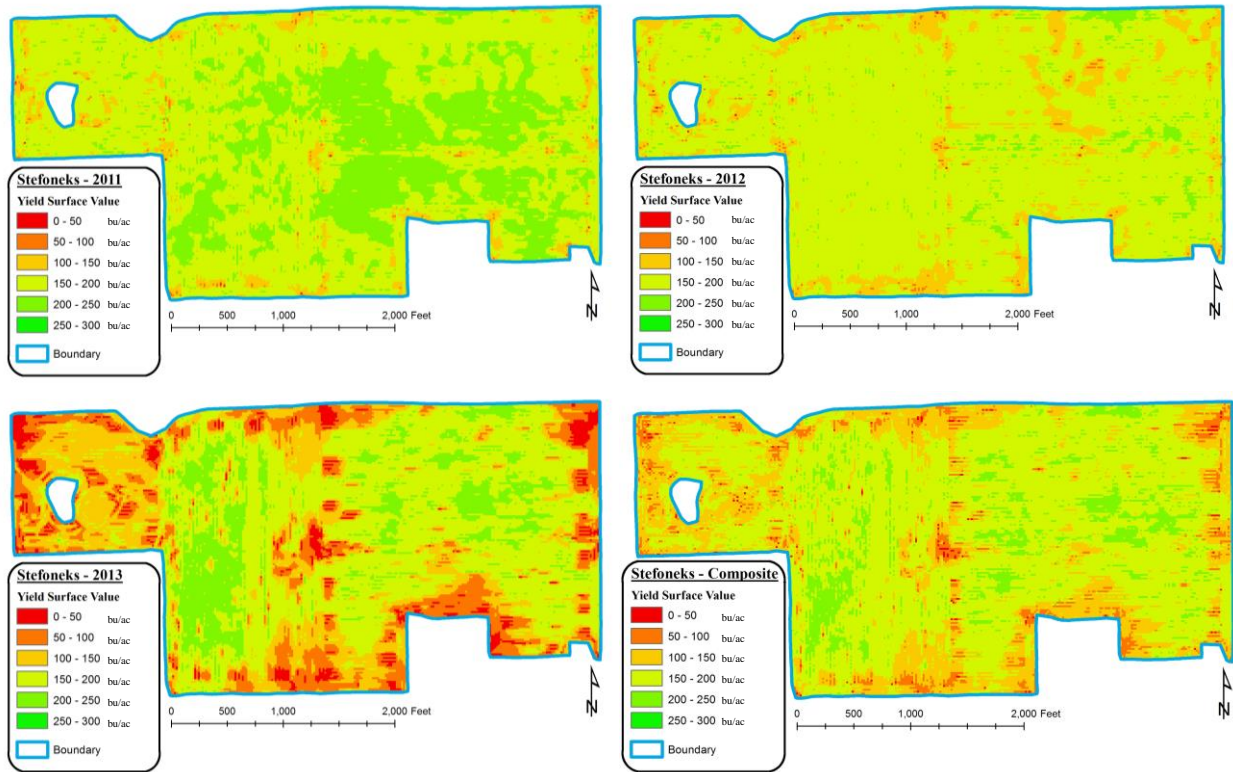 Stefoneks - 2011
Yield Surface Value
0 - 50 bu/ac
50 - 100 bu/ac
100 - 150 bu/ac
150 - 200 bu/ac
200 - 250 bu/ac
250 - 300 bu/ac
Boundary
0 500 1,000 2,000 Feet
N
Stefoneks - 2012
Yield Surface Value
0 - 50 bu/ac
50 - 100 bu/ac
100 - 150 bu/ac
150 - 200 bu/ac
200 - 250 bu/ac
250 - 300 bu/ac
Boundary
0 500 1,000 2,000 Feet
N
Stefoneks - 2013
Yield Surface Value
0 - 50 bu/ac
50 - 100 bu/ac
100 - 150 bu/ac
150 - 200 bu/ac
200 - 250 bu/ac
250 - 300 bu/ac
Boundary
0 500 1,000 2,000 Feet
N
Stefoneks - Composite
Yield Surface Value
0 - 50 bu/ac
50 - 100 bu/ac
100 - 150 bu/ac
150 - 200 bu/ac
200 - 250 bu/ac
250 - 300 bu/ac
Boundary
0 500 1,000 2,000 Feet
N